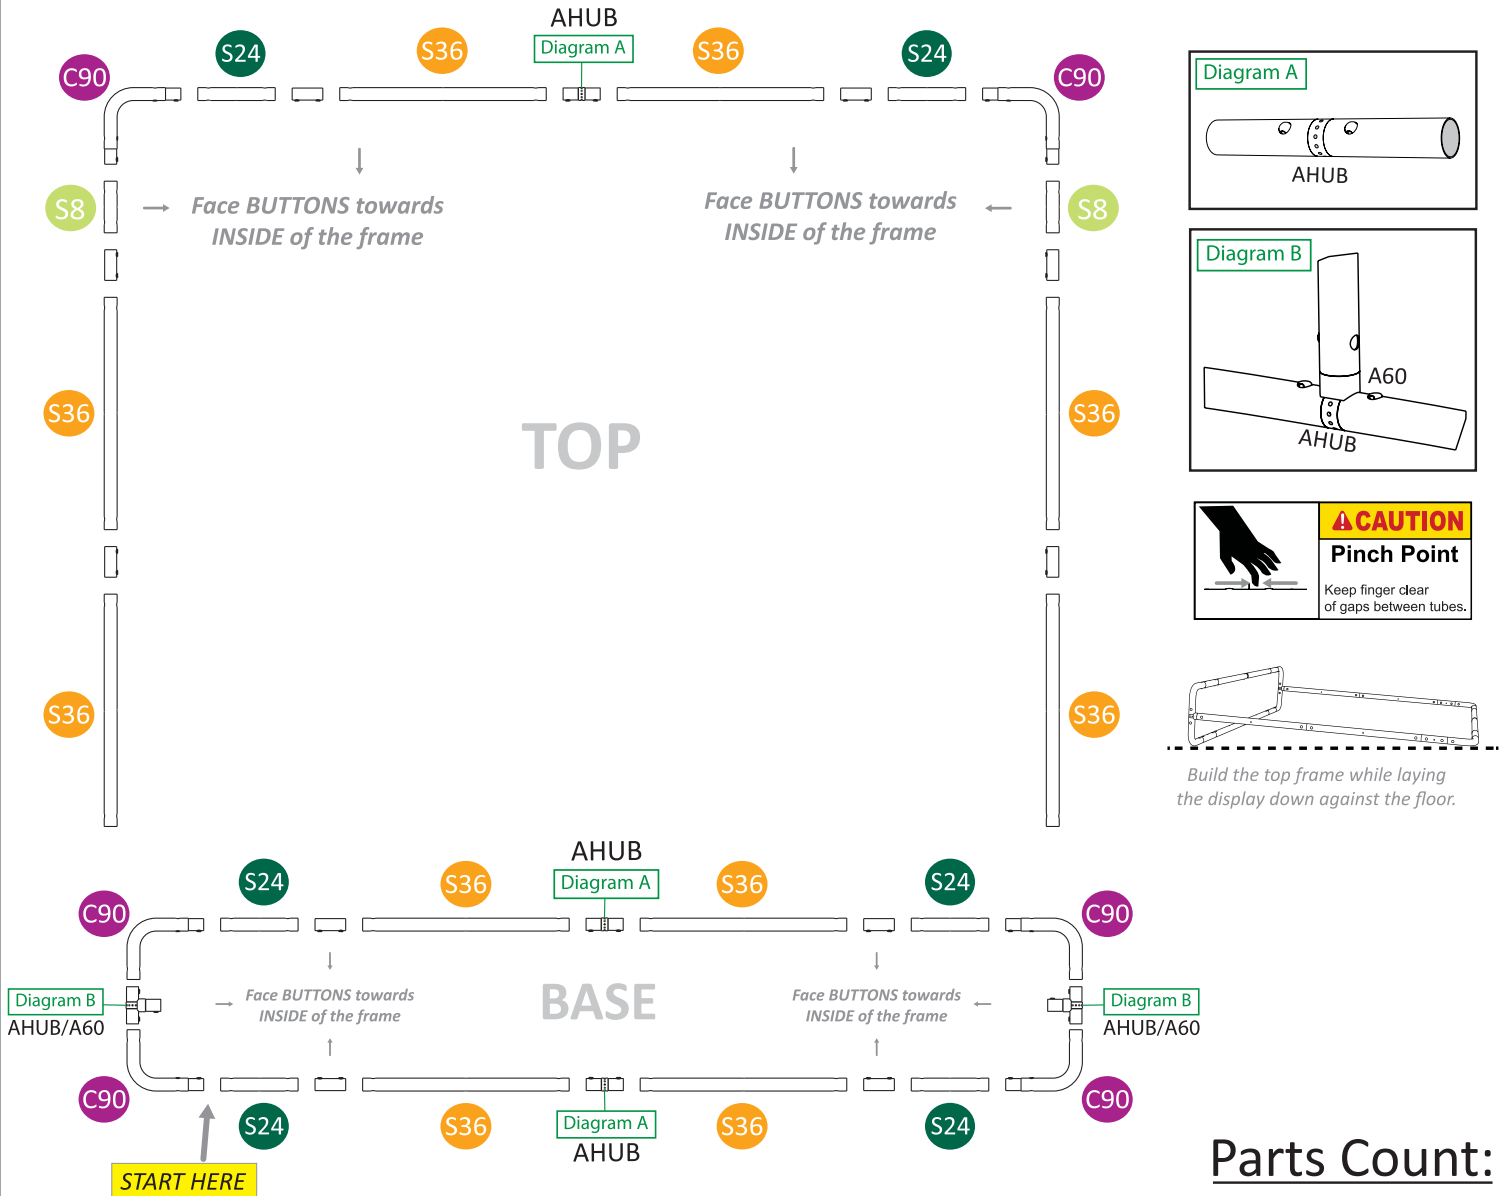 AHUB
C90
S24
S36
Diagram A
S36
S24
C90
S8
Face BUTTONS towards
INSIDE of the frame
Face BUTTONS towards
INSIDE of the frame
S8
S36
TOP
S36
S36
S36
Diagram A
AHUB
Diagram B
A60
AHUB
CAUTION
Pinch Point
Keep finger clear
of gaps between tubes.
Build the top frame while laying
the display down against the floor.
AHUB
C90
S24
S36
Diagram A
S36
S24
C90
Diagram B
AHUB/A60
Face BUTTONS towards
INSIDE of the frame
BASE
Face BUTTONS towards
INSIDE of the frame
Diagram B
AHUB/A60
C90
S24
S36
Diagram A
AHUB
S36
S24
C90
START HERE
Parts Count: